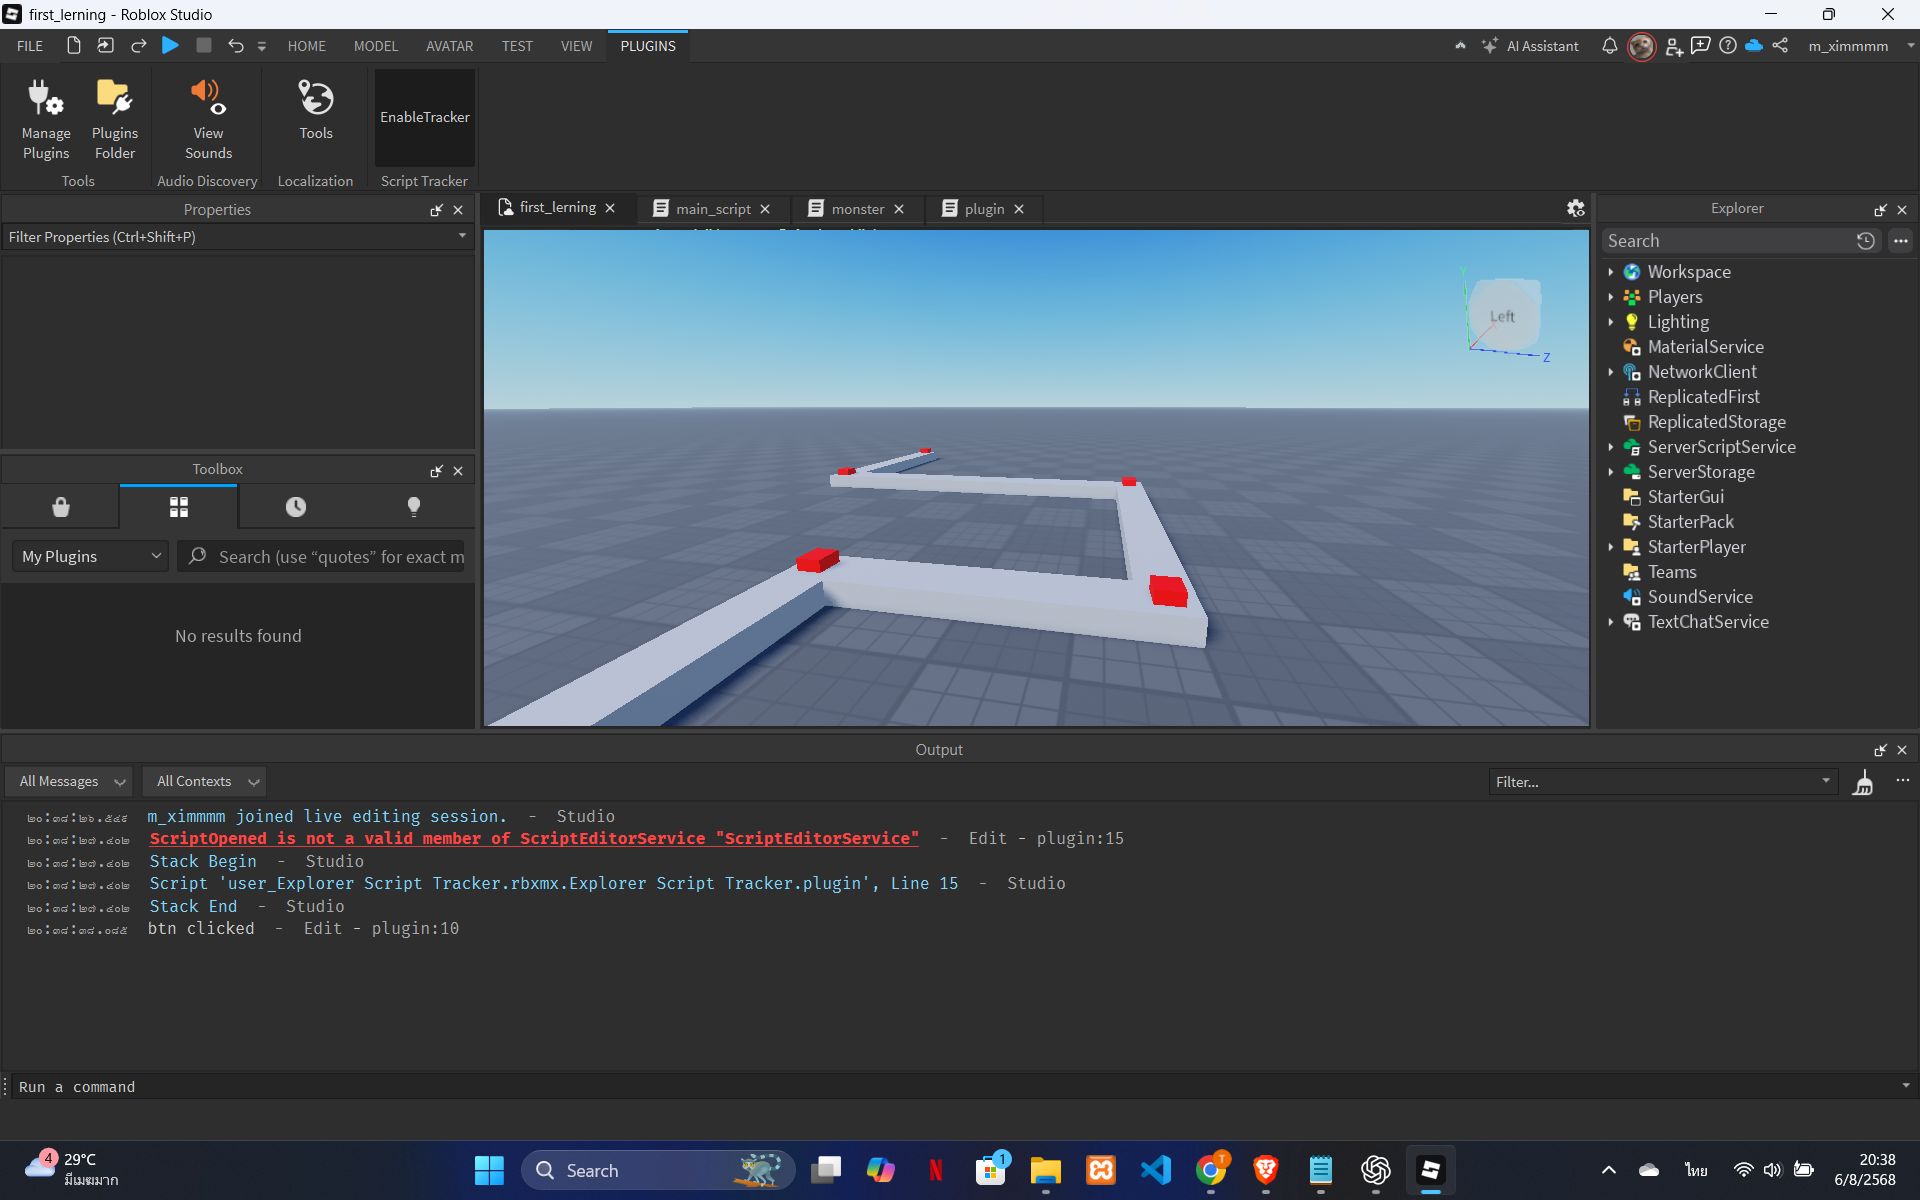 first_lerning - Roblox Studio
FILE
HOME
MODEL
AVATAR
TEST
VIEW
PLUGINS
AI Assistant
m_ximmmm
Manage
Plugins
Plugins
Folder
View
Sounds
Tools
EnableTracker
Tools
Audio Discovery
Localization
Script Tracker
Properties
Filter Properties (Ctrl+Shift+P)
first_lerning
main_script
monster
plugin
Left
Y
Z
Explorer
Search
Workspace
Players
Lighting
MaterialService
NetworkClient
ReplicatedFirst
ReplicatedStorage
ServerScriptService
ServerStorage
StarterGui
StarterPack
StarterPlayer
Teams
SoundService
TextChatService
Toolbox
My Plugins
Search (use “quotes” for exact m
No results found
Output
All Messages
All Contexts
Filter...
๒๐:๓๘:๒๖.๕๔๕ m_ximmmm joined live editing session. - Studio
๒๐:๓๘:๒๗.๔๐๒ ScriptOpened is not a valid member of ScriptEditorService "ScriptEditorService" - Edit - plugin:15
๒๐:๓๘:๒๗.๔๐๒ Stack Begin - Studio
๒๐:๓๘:๒๗.๔๐๒ Script 'user_Explorer Script Tracker.rbxmx.Explorer Script Tracker.plugin', Line 15 - Studio
๒๐:๓๘:๒๗.๔๐๒ Stack End - Studio
๒๐:๓๘:๓๘.๐๘๕ btn clicked - Edit - plugin:10
Run a command
4
29°C
มีเมฆมาก
Search
1
T
ไทย
20:38
6/8/2568